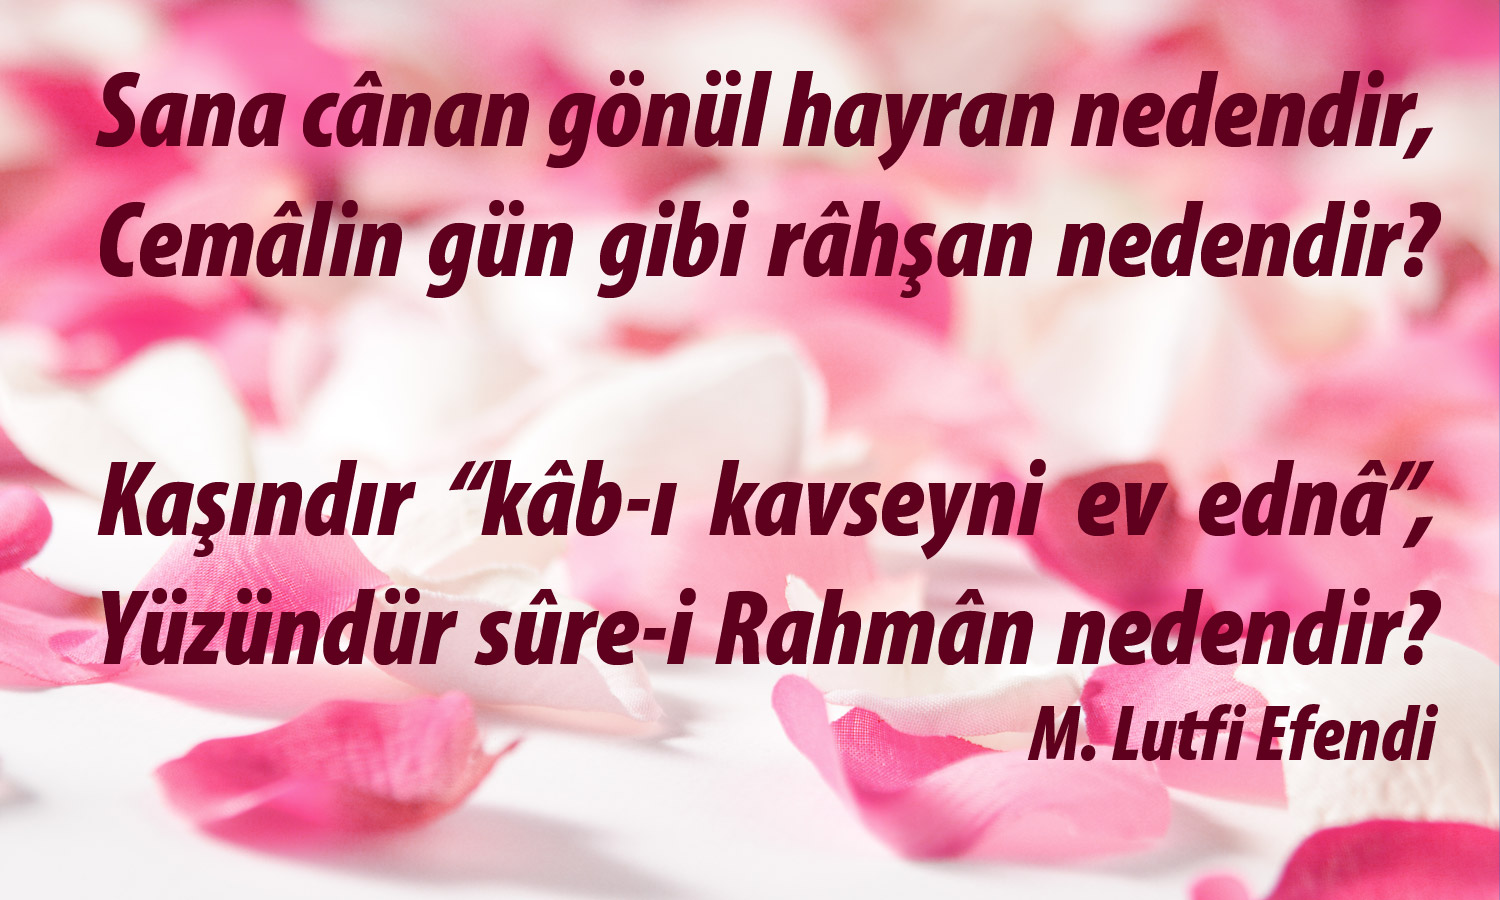 Sana cânan gönül hayran nedendir,
Cemâlin gün gibi râhşan nedendir?
Kaşındır “kâb-ı kavseyni ev ednâ”,
Yüzündür sûre-i Rahmân nedendir?
M. Lutfi Efendi